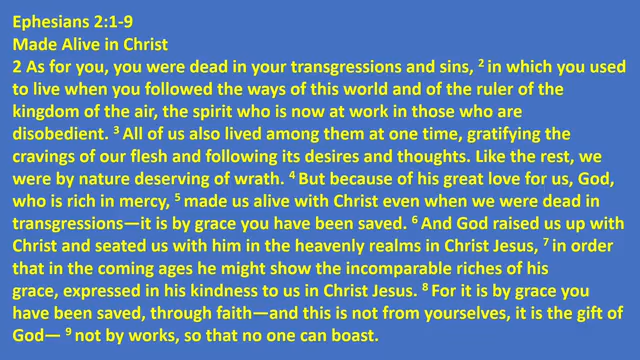 Ephesians 2:1-9
Made Alive in Christ
2 As for you, you were dead in your transgressions and sins, 2 in which you used
to live when you followed the ways of this world and of the ruler of the
kingdom of the air, the spirit who is now at work in those who are
disobedient. 3 All of us also lived among them at one time, gratifying the
cravings of our flesh and following its desires and thoughts. Like the rest, we
were by nature deserving of wrath. 4 But because of his great love for us, God,
who is rich in mercy, 5 made us alive with Christ even when we were dead in
transgressions—it is by grace you have been saved. 6 And God raised us up with
Christ and seated us with him in the heavenly realms in Christ Jesus, 7 in order
that in the coming ages he might show the incomparable riches of his
grace, expressed in his kindness to us in Christ Jesus. 8 For it is by grace you
have been saved, through faith—and this is not from yourselves, it is the gift of
God— 9 not by works, so that no one can boast.